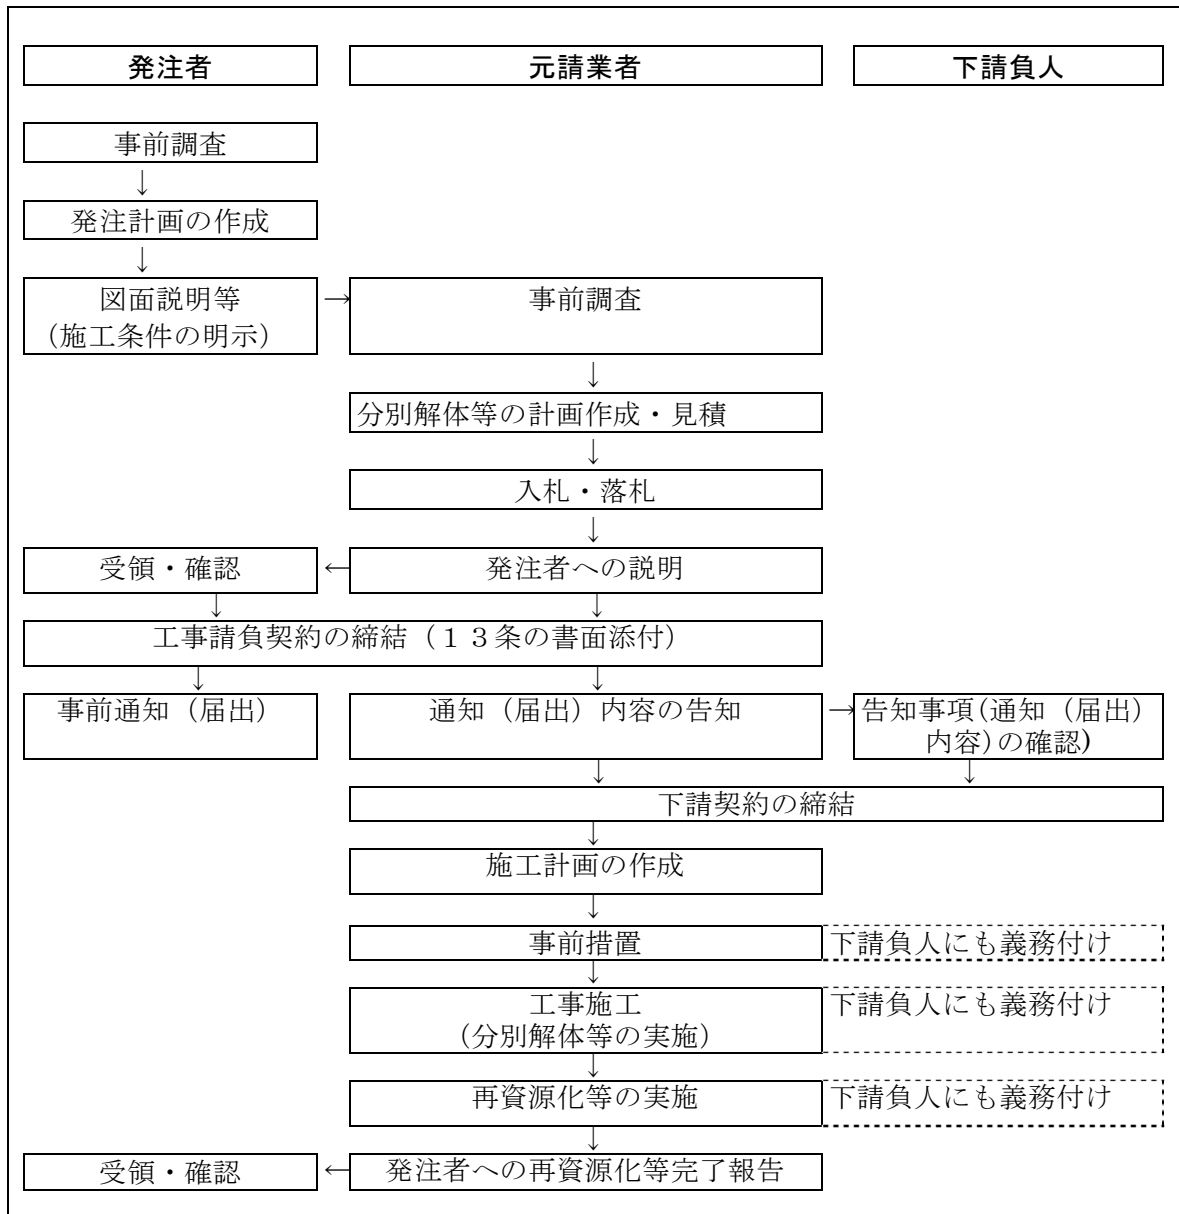 発注者
元請業者
下請負人
事前調査
↓
発注計画の作成
↓
図面説明等
(施工条件の明示)
→
事前調査
↓
分別解体等の計画作成・見積
↓
入札・落札
↓
受領・確認
←
発注者への説明
↓
↓
工事請負契約の締結(13条の書面添付)
↓
↓
事前通知(届出)
通知(届出)内容の告知
→
告知事項(通知(届出)
内容)の確認)
↓
↓
下請契約の締結
↓
施工計画の作成
↓
事前措置
下請負人にも義務付け
↓
工事施工
(分別解体等の実施)
下請負人にも義務付け
↓
再資源化等の実施
下請負人にも義務付け
↓
受領・確認
←
発注者への再資源化等完了報告